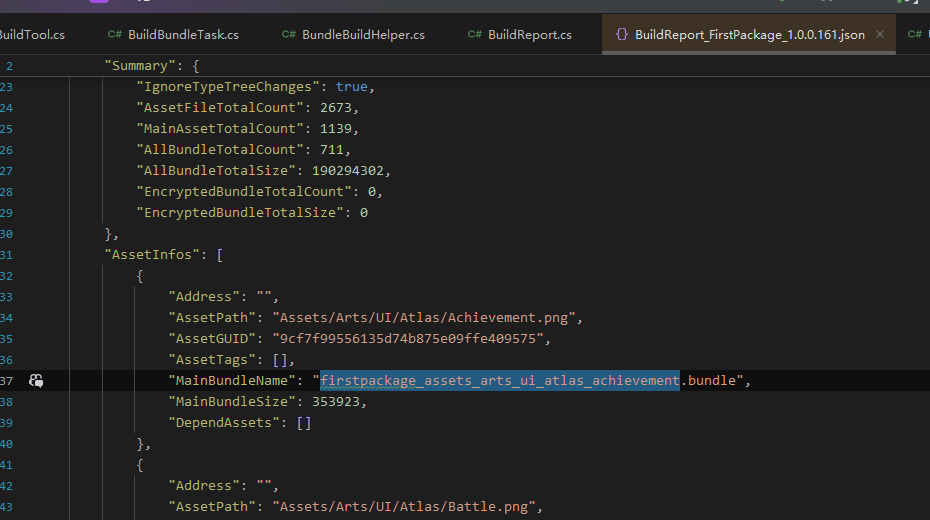 BuildTool.cs
C# BuildBundleTask.cs
C# BundleBuildHelper.cs
C# BuildReport.cs
{} BuildReport_FirstPackage_1.0.0.161.json ×
C#
2 "Summary": {
23 "IgnoreTypeTreeChanges": true,
24 "AssetFileTotalCount": 2673,
25 "MainAssetTotalCount": 1139,
26 "AllBundleTotalCount": 711,
27 "AllBundleTotalSize": 190294302,
28 "EncryptedBundleTotalCount": 0,
29 "EncryptedBundleTotalSize": 0
30 },
31 "AssetInfos": [
32 {
33 "Address": "",
34 "AssetPath": "Assets/Arts/UI/Atlas/Achievement.png",
35 "AssetGUID": "9cf7f99556135d74b875e09ffe409575",
36 "AssetTags": [],
37 "MainBundleName": "firstpackage_assets_arts_ui_atlas_achievement.bundle",
38 "MainBundleSize": 353923,
39 "DependAssets": []
40 },
41 {
42 "Address": "",
43 "AssetPath": "Assets/Arts/UI/Atlas/Battle.png",